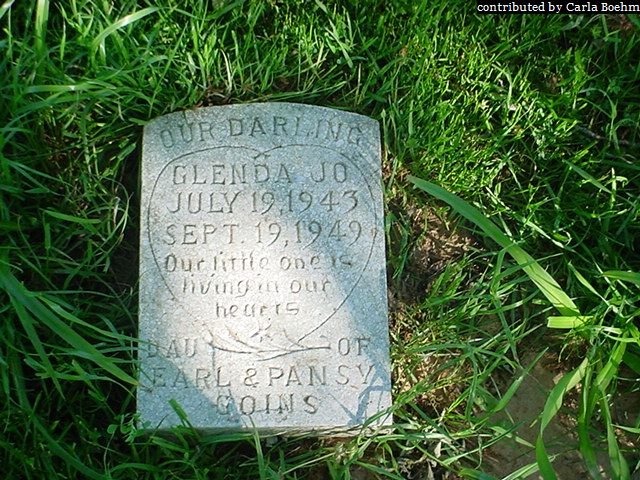 contributed by Carla Boehm
OUR DARLING
GLENDA JO
JULY 19, 1943
SEPT. 19, 1949
Our little one is
living in our
hearts
DAU OF
EARL & PANSY
GOINS